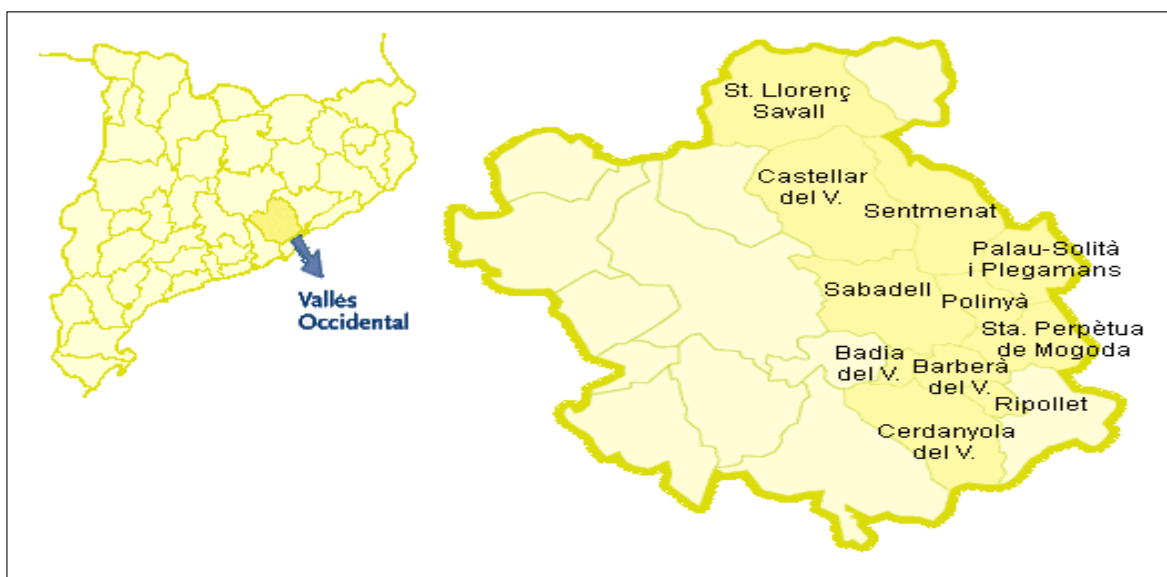 Vallès
Occidental
St. Llorenç
Savall
Castellar
del V.
Sentmenat
Palau-Solità
i Plegamans
Sabadell
Polinyà
Sta. Perpètua
de Mogoda
Badia
del V.
Barberà
del V.
Ripollet
Cerdanyola
del V.